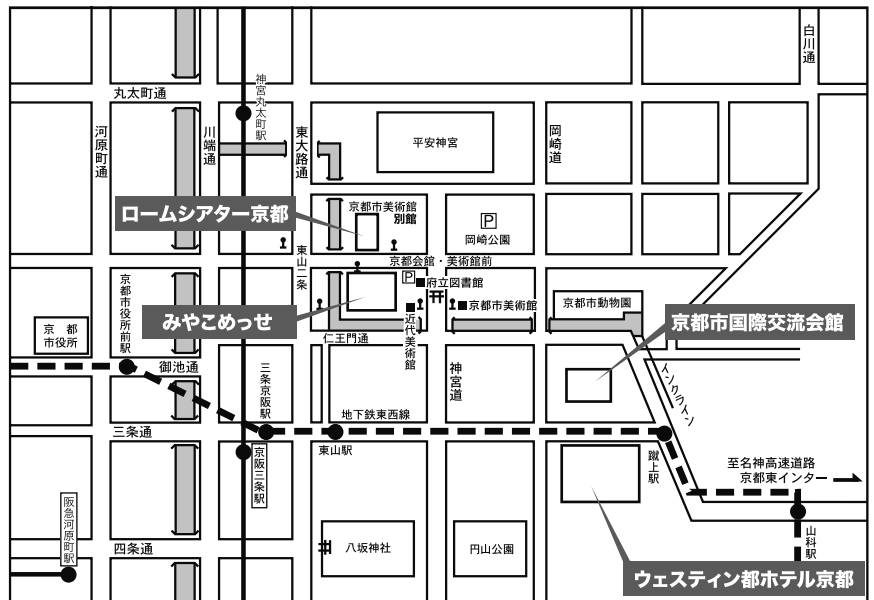 白川通
丸太町通
神宮丸太町駅
河原町通
川端通
東大路通
平安神宮
岡崎道
ロームシアター京都
京都市美術館
別館
P
岡崎公園
東山二条
京都会館・美術館前
京都市役所前駅
P
府立図書館
京都市美術館
京都市動物園
みやこめっせ
近代美術館
京都市国際交流会館
京都
市役所
仁王門通
御池通
三条京阪駅
神宮道
インクライン
地下鉄東西線
三条通
東山駅
京阪三条駅
蹴上駅
至名神高速道路
京都東インター
阪急河原町駅
四条通
八坂神社
円山公園
山科駅
ウェスティン都ホテル京都